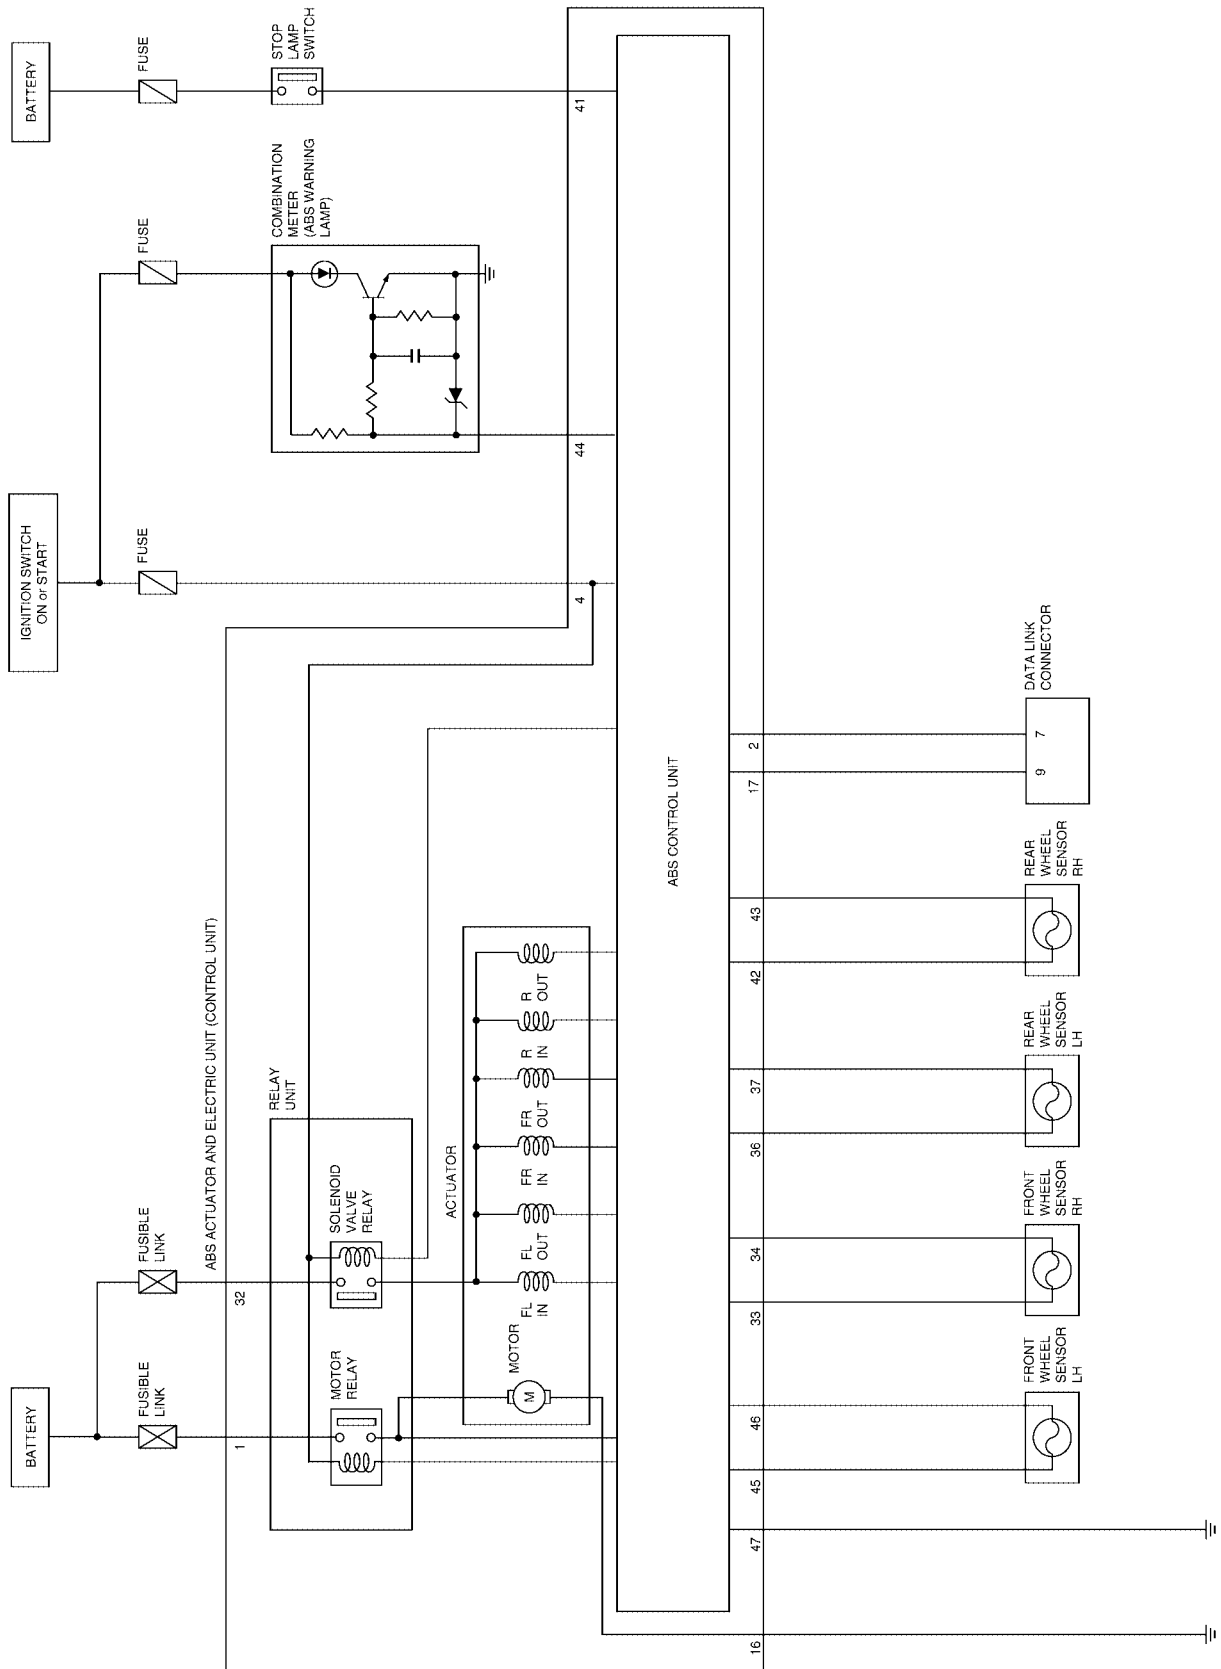 BATTERY
FUSIBLE
LINK
FUSIBLE
LINK
1
32
ABS ACTUATOR AND ELECTRIC UNIT (CONTROL UNIT)
RELAY
UNIT
MOTOR
RELAY
SOLENOID
VALVE
RELAY
ACTUATOR
MOTOR
M
FL
IN
FL
OUT
FR
IN
FR
OUT
R
IN
R
OUT
IGNITION SWITCH
ON or START
FUSE
4
FUSE
COMBINATION
METER
(ABS WARNING
LAMP)
44
BATTERY
FUSE
STOP
LAMP
SWITCH
41
ABS CONTROL UNIT
16
47
45
46
33
34
36
37
42
43
17
2
FRONT
WHEEL
SENSOR
LH
FRONT
WHEEL
SENSOR
RH
REAR
WHEEL
SENSOR
LH
REAR
WHEEL
SENSOR
RH
DATA LINK
CONNECTOR
9
7